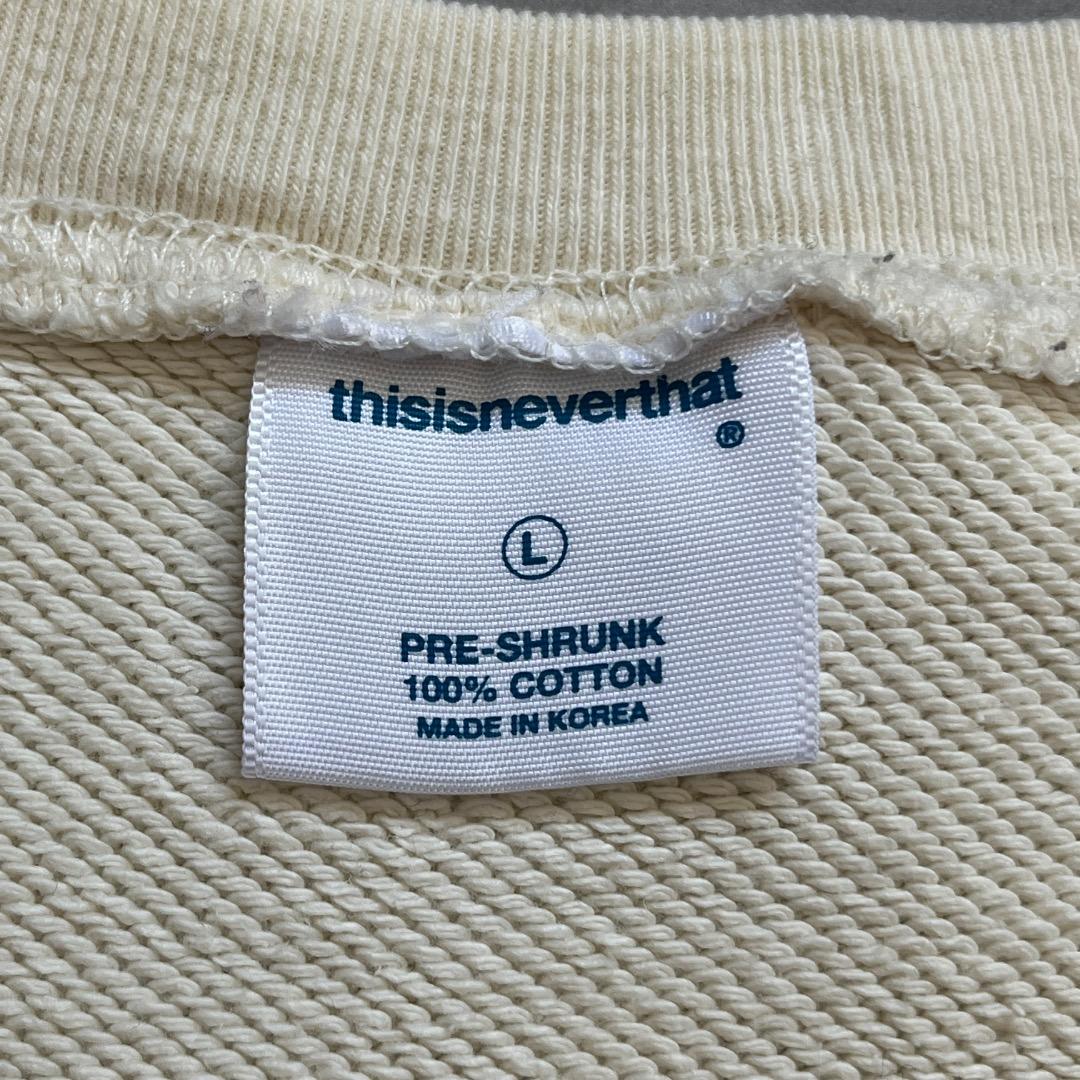 thisisneverthat
®
L
PRE-SHRUNK
100% COTTON
MADE IN KOREA